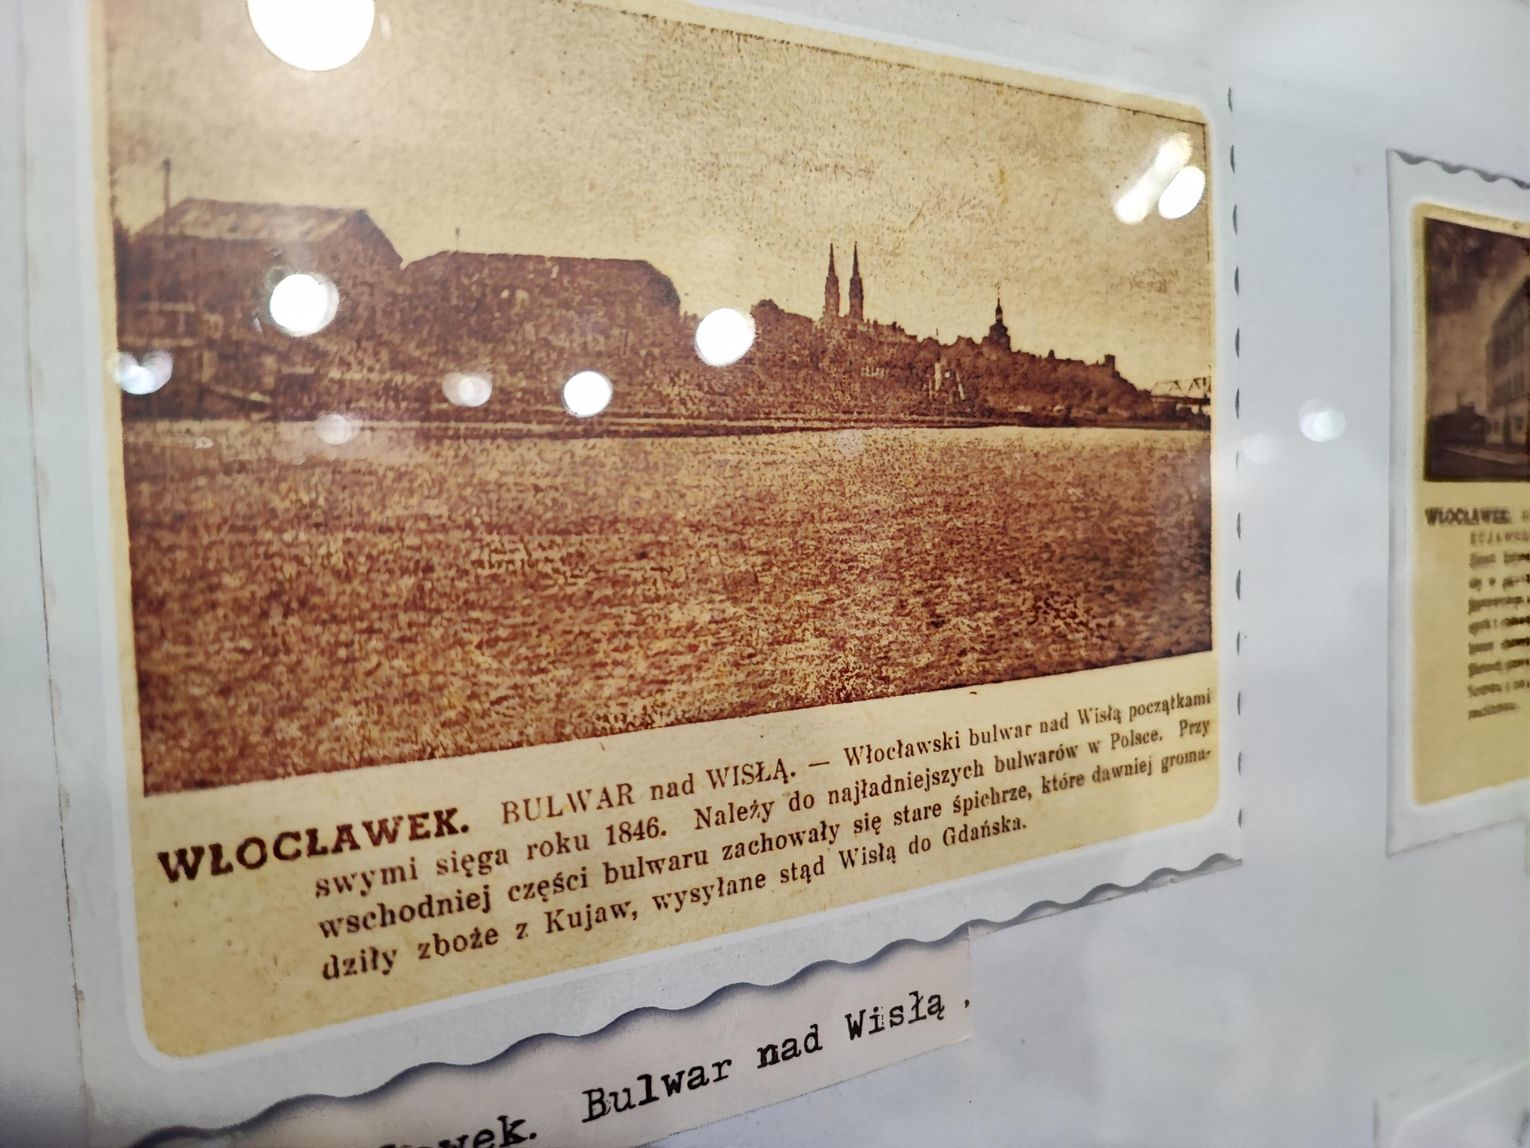 WŁOCŁAWEK. BULWAR nad WISŁĄ. — Włocławski bulwar nad Wisłą początkami
swymi sięga roku 1846. Należy do najładniejszych bulwarów w Polsce. Przy
wschodniej części bulwaru zachowały się stare śpichrze, które dawniej groma-
dziły zboże z Kujaw, wysyłane stąd Wisłą do Gdańska.
Bulwar nad Wisłą.
WŁOCŁAWEK